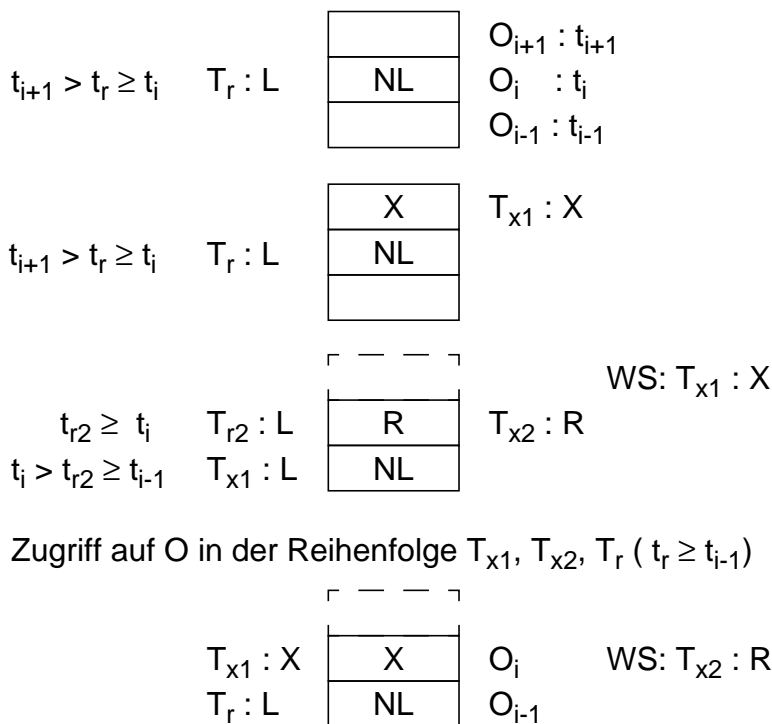 O_{i+1} : t_{i+1}
t_{i+1} > t_r ≥ t_i T_r : L NL O_i : t_i
O_{i-1} : t_{i-1}
X T_{x1} : X
t_{i+1} > t_r ≥ t_i T_r : L NL
WS: T_{x1} : X
t_{r2} ≥ t_i T_{r2} : L R T_{x2} : R
t_i > t_{r2} ≥ t_{i-1} T_{x1} : L NL
Zugriff auf O in der Reihenfolge T_{x1}, T_{x2}, T_r ( t_r ≥ t_{i-1})
T_{x1} : X X O_i WS: T_{x2} : R
T_r : L NL O_{i-1}